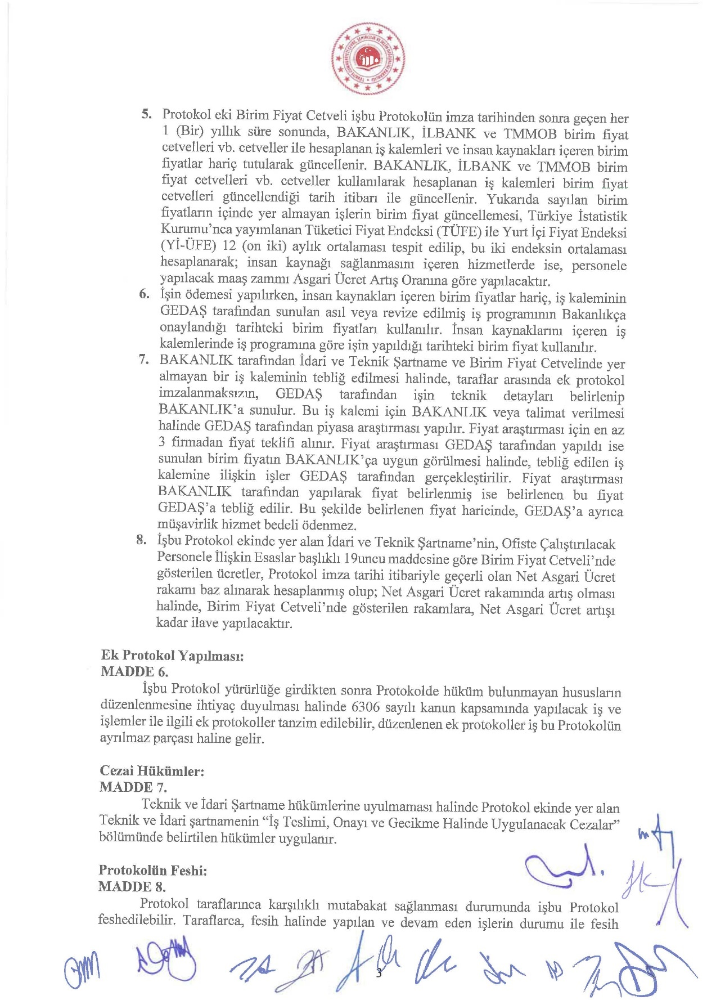 5. Protokol eki Birim Fiyat Cetveli işbu Protokolün imza tarihinden sonra geçen her
1 (Bir) yıllık süre sonunda, BAKANLIK, İLBANK ve TMMOB birim fiyat
cetvelleri vb. cetveller ile hesaplanan iş kalemleri ve insan kaynakları içeren birim
fiyatlar hariç tutularak güncellenir. BAKANLIK, İLBANK ve TMMOB birim
fiyat cetvelleri vb. cetveller kullanılarak hesaplanan iş kalemleri birim fiyat
cetvelleri güncellendiği tarih itibarı ile güncellenir. Yukarıda sayılan birim
fiyatların içinde yer almayan işlerin birim fiyat güncellemesi, Türkiye İstatistik
Kurumu'nca yayımlanan Tüketici Fiyat Endeksi (TÜFE) ile Yurt İçi Fiyat Endeksi
(Yİ-ÜFE) 12 (on iki) aylık ortalaması tespit edilip, bu iki endeksin ortalaması
hesaplanarak; insan kaynağı sağlanmasını içeren hizmetlerde ise, personele
yapılacak maaş zammı Asgari Ücret Artış Oranına göre yapılacaktır.
6. İşin ödemesi yapılırken, insan kaynakları içeren birim fiyatlar hariç, iş kaleminin
GEDAŞ tarafından sunulan asıl veya revize edilmiş iş programının Bakanlıkça
onaylandığı tarihteki birim fiyatları kullanılır. İnsan kaynaklarını içeren iş
kalemlerinde iş programına göre işin yapıldığı tarihteki birim fiyat kullanılır.
7. BAKANLIK tarafından İdari ve Teknik Şartname ve Birim Fiyat Cetvelinde yer
almayan bir iş kaleminin tebliğ edilmesi halinde, taraflar arasında ek protokol
imzalanmaksızın, GEDAŞ tarafından işin teknik detayları belirlenip
BAKANLIK'a sunulur. Bu iş kalemi için BAKANLIK veya talimat verilmesi
halinde GEDAŞ tarafından piyasa araştırması yapılır. Fiyat araştırması için en az
3 firmadan fiyat teklifi alınır. Fiyat araştırması GEDAŞ tarafından yapıldı ise
sunulan birim fiyatın BAKANLIK'ça uygun görülmesi halinde, tebliğ edilen iş
kalemine ilişkin işler GEDAŞ tarafından gerçekleştirilir. Fiyat araştırması
BAKANLIK tarafından yapılarak fiyat belirlenmiş ise belirlenen bu fiyat
GEDAŞ'a tebliğ edilir. Bu şekilde belirlenen fiyat haricinde, GEDAŞ'a ayrıca
müşavirlik hizmet bedeli ödenmez.
8. İşbu Protokol ekinde yer alan İdari ve Teknik Şartname'nin, Ofiste Çalıştırılacak
Personele İlişkin Esaslar başlıklı 19uncu maddesine göre Birim Fiyat Cetveli'nde
gösterilen ücretler, Protokol imza tarihi itibariyle geçerli olan Net Asgari Ücret
rakamı baz alınarak hesaplanmış olup; Net Asgari Ücret rakamında artış olması
halinde, Birim Fiyat Cetveli'nde gösterilen rakamlara, Net Asgari Ücret artışı
kadar ilave yapılacaktır.
Ek Protokol Yapılması:
MADDE 6.
İşbu Protokol yürürlüğe girdikten sonra Protokolde hüküm bulunmayan hususların
düzenlenmesine ihtiyaç duyulması halinde 6306 sayılı kanun kapsamında yapılacak iş ve
işlemler ile ilgili ek protokoller tanzim edilebilir, düzenlenen ek protokoller iş bu Protokolün
ayrılmaz parçası haline gelir.
Cezai Hükümler:
MADDE 7.
Teknik ve İdari Şartname hükümlerine uyulmaması halinde Protokol ekinde yer alan
Teknik ve İdari şartnamenin “İş Teslimi, Onayı ve Gecikme Halinde Uygulanacak Cezalar”
bölümünde belirtilen hükümler uygulanır.
Protokolün Feshi:
MADDE 8.
Protokol taraflarınca karşılıklı mutabakat sağlanması durumunda işbu Protokol
feshedilebilir. Taraflarca, fesih halinde yapılan ve devam eden işlerin durumu ile fesih
3